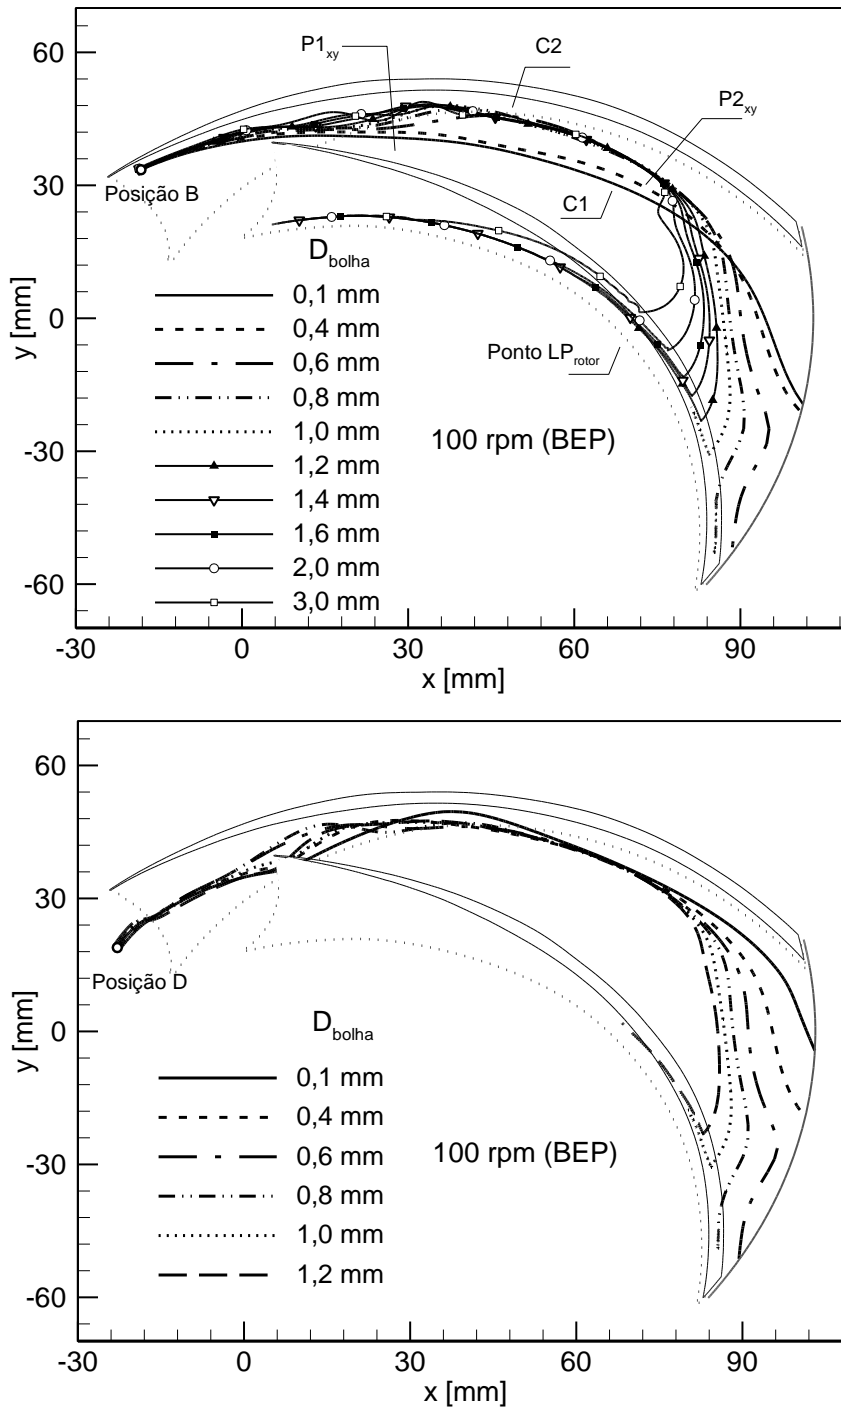 60
30
0
-30
-60
y [mm]
P1xy
C2
P2xy
Posição B
C1
Dbolha
0,1 mm
0,4 mm
0,6 mm
0,8 mm
1,0 mm
1,2 mm
1,4 mm
1,6 mm
2,0 mm
3,0 mm
Ponto LProtor
100 rpm (BEP)
-30 0 30 60 90
x [mm]
60
30
0
-30
-60
y [mm]
Posição D
Dbolha
0,1 mm
0,4 mm
0,6 mm
0,8 mm
1,0 mm
1,2 mm
100 rpm (BEP)
-30 0 30 60 90
x [mm]